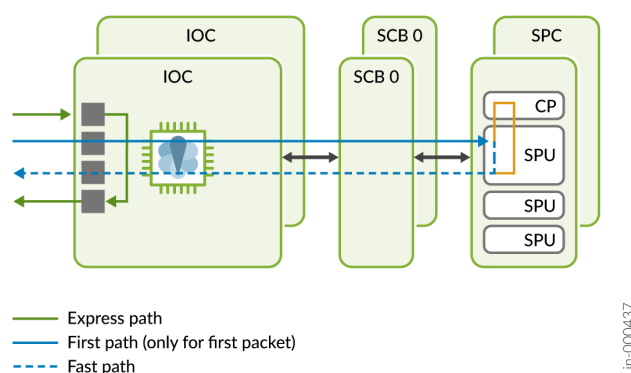 IOC
SCB 0
SPC
IOC
SCB 0
CP
SPU
SPU
SPU
Express path
First path (only for first packet)
Fast path
jn-000437